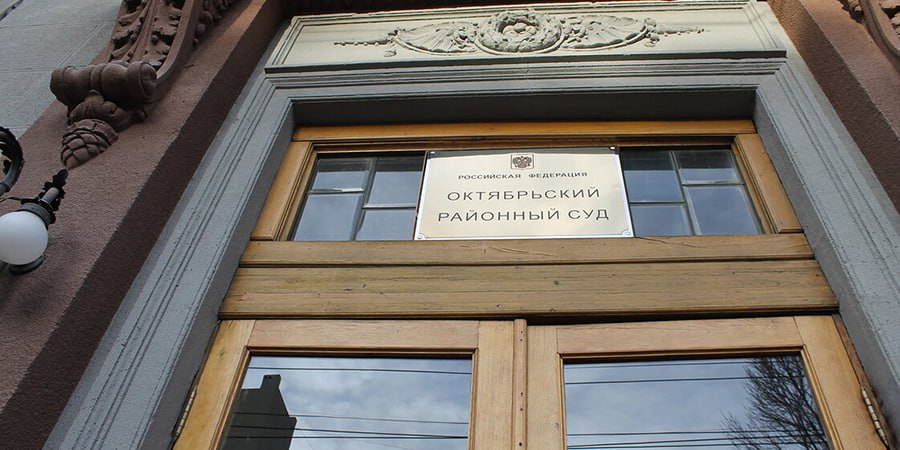 РОССИЙСКАЯ ФЕДЕРАЦИЯ
ОКТЯБРЬСКИЙ
РАЙОННЫЙ СУД